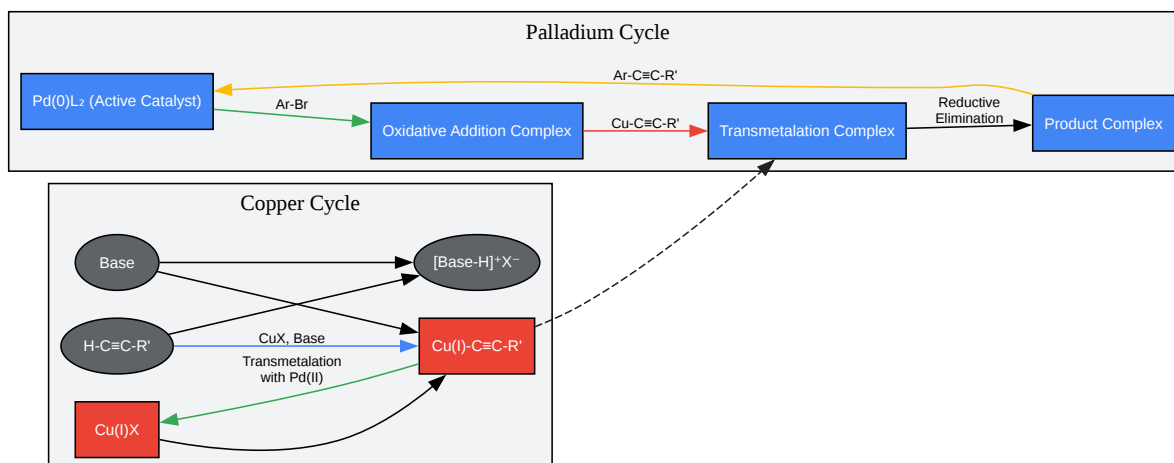 Palladium Cycle
Ar-C≡C-R'
Pd(0)L₂ (Active Catalyst)
Ar-Br
Oxidative Addition Complex
Cu-C≡C-R'
Transmetalation Complex
Reductive
Elimination
Product Complex
Copper Cycle
Base
[Base-H]⁺X⁻
H-C≡C-R'
CuX, Base
Cu(I)-C≡C-R'
Transmetalation
with Pd(II)
Cu(I)X